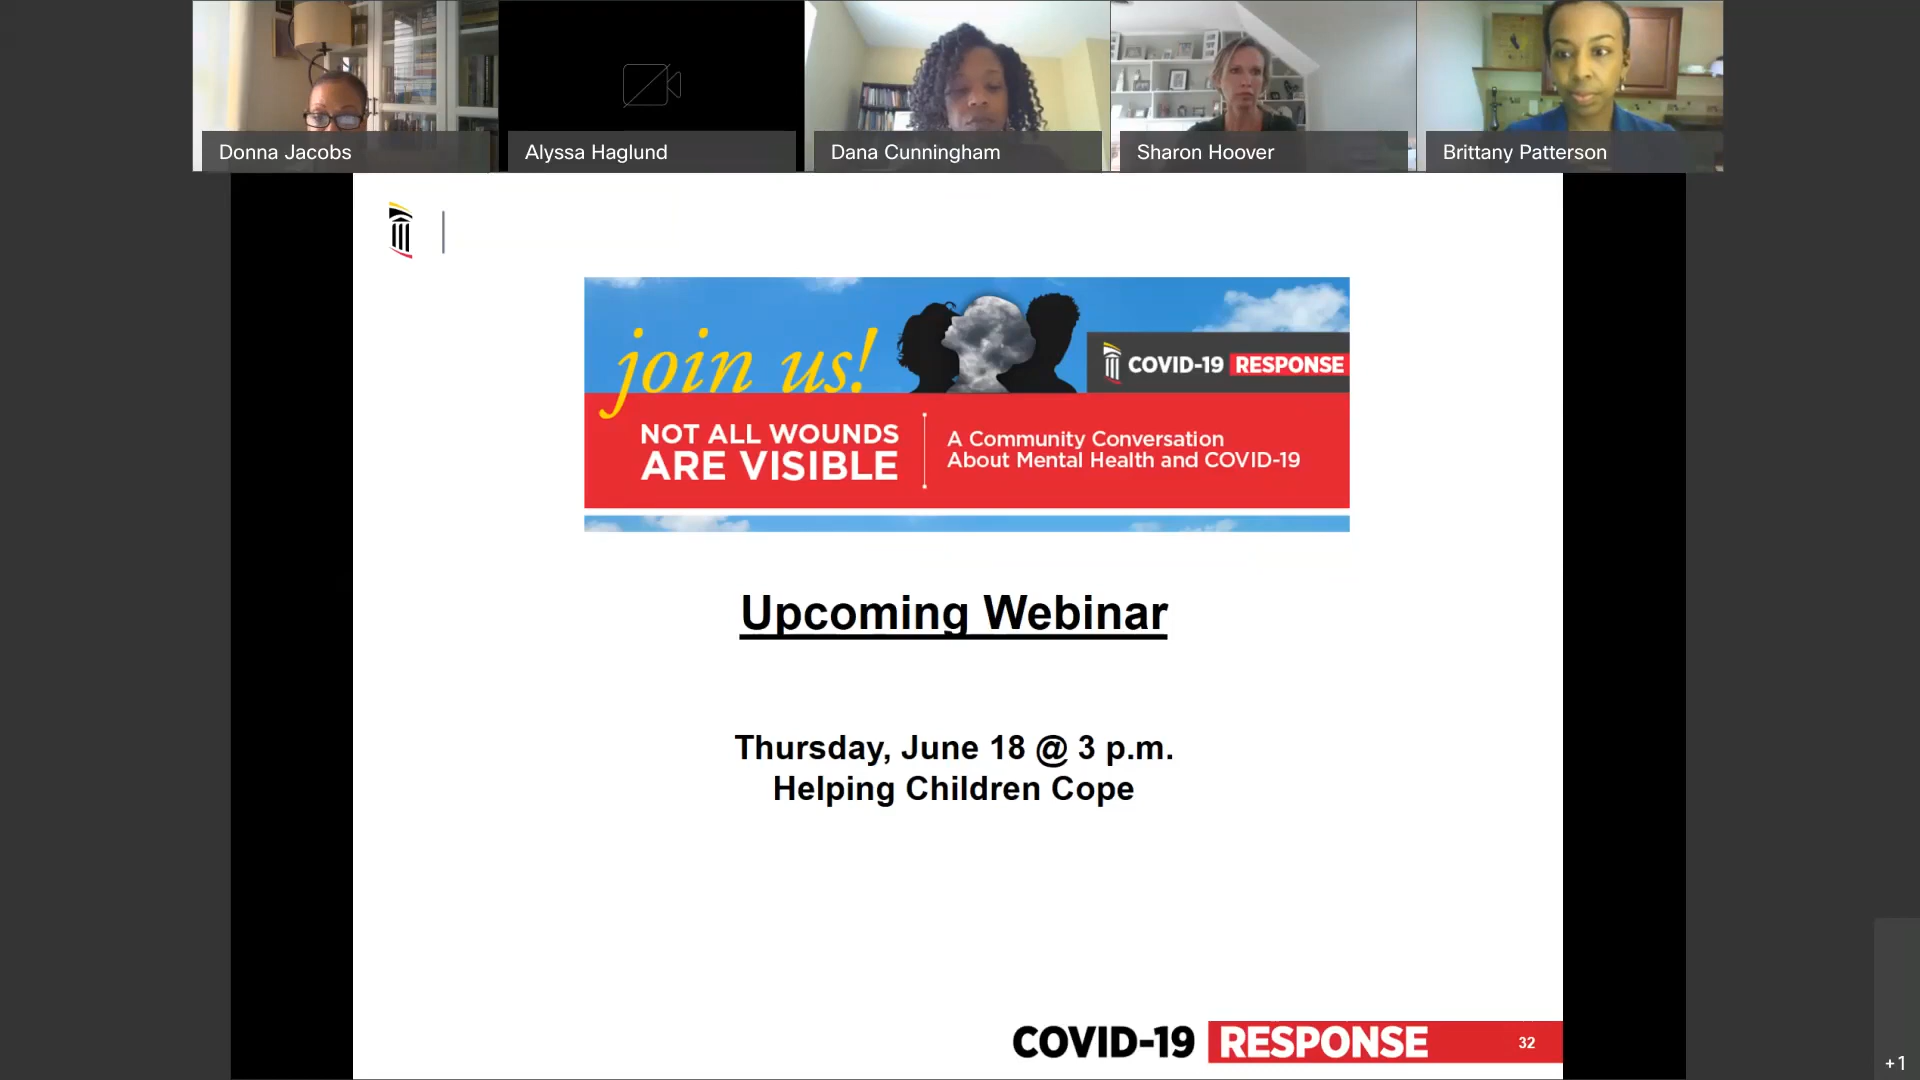 Donna Jacobs
Alyssa Haglund
Dana Cunningham
Sharon Hoover
Brittany Patterson
join us!
COVID-19 RESPONSE
NOT ALL WOUNDS
ARE VISIBLE
A Community Conversation
About Mental Health and COVID-19
Upcoming Webinar
Thursday, June 18 @ 3 p.m.
Helping Children Cope
COVID-19 RESPONSE
32
+1